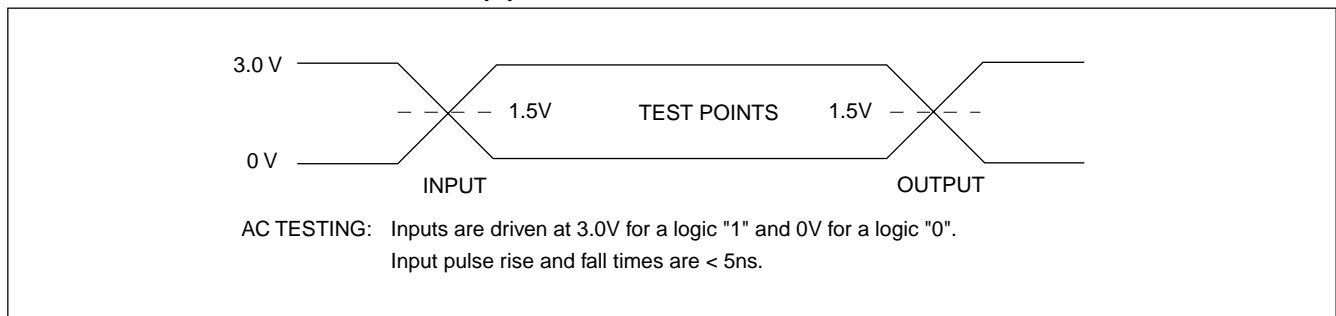 3.0 V
1.5V TEST POINTS 1.5V
0 V
INPUT OUTPUT
AC TESTING: Inputs are driven at 3.0V for a logic "1" and 0V for a logic "0".
Input pulse rise and fall times are < 5ns.